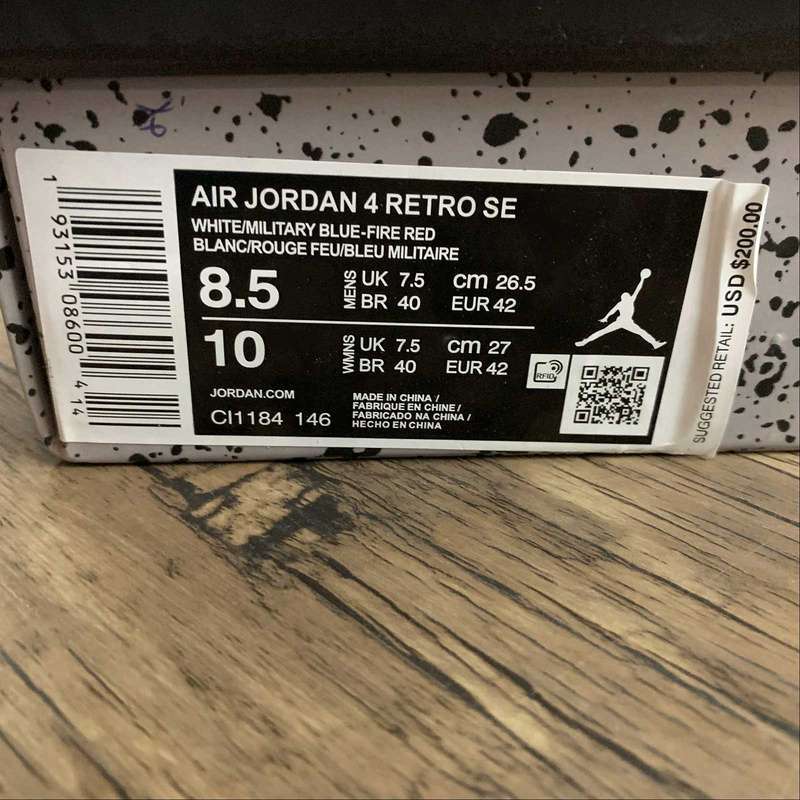 AIR JORDAN 4 RETRO SE
WHITE/MILITARY BLUE-FIRE RED
BLANC/ROUGE FEU/BLEU MILITAIRE
8.5 MENS UK 7.5 cm 26.5
BR 40 EUR 42
10 WMNS UK 7.5 cm 27
BR 40 EUR 42
RFID
JORDAN.COM
CI1184 146
MADE IN CHINA /
FABRIQUE EN CHINE /
FABRICADO NA CHINA /
HECHO EN CHINA
1 93153 08600 414
SUGGESTED RETAIL: USD $200.00